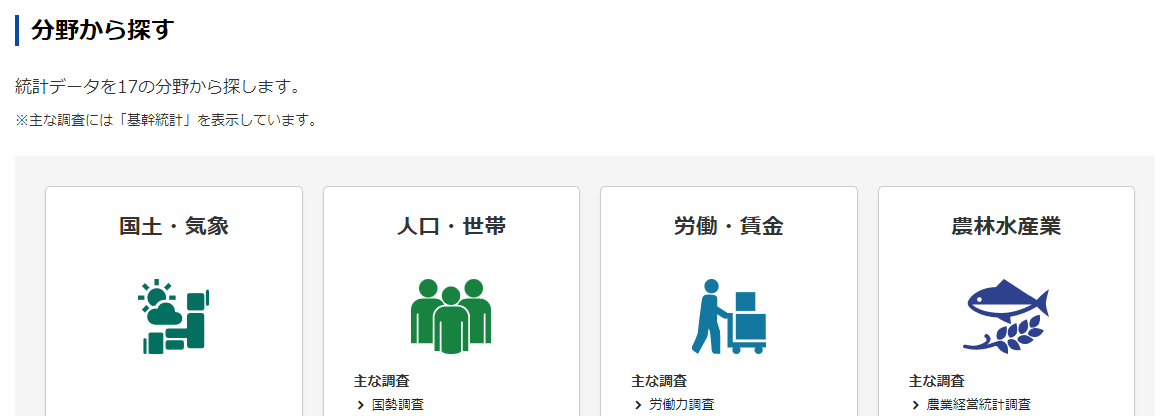 分野から探す
統計データを17の分野から探します。
※主な調査には「基幹統計」を表示しています。
国土・気象
人口・世帯
主な調査
国勢調査
労働・賃金
主な調査
労働力調査
農林水産業
主な調査
農業経営統計調査